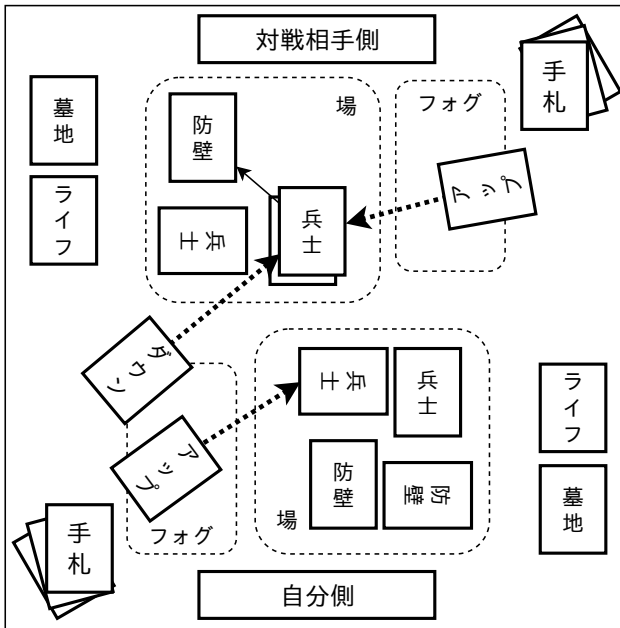 対戦相手側
手札
墓地
防壁
場
フォグ
アップ
ライフ
兵士
兵士
ダウン
兵士
兵士
ライフ
アップ
防壁
防壁
墓地
手札
フォグ
場
自分側